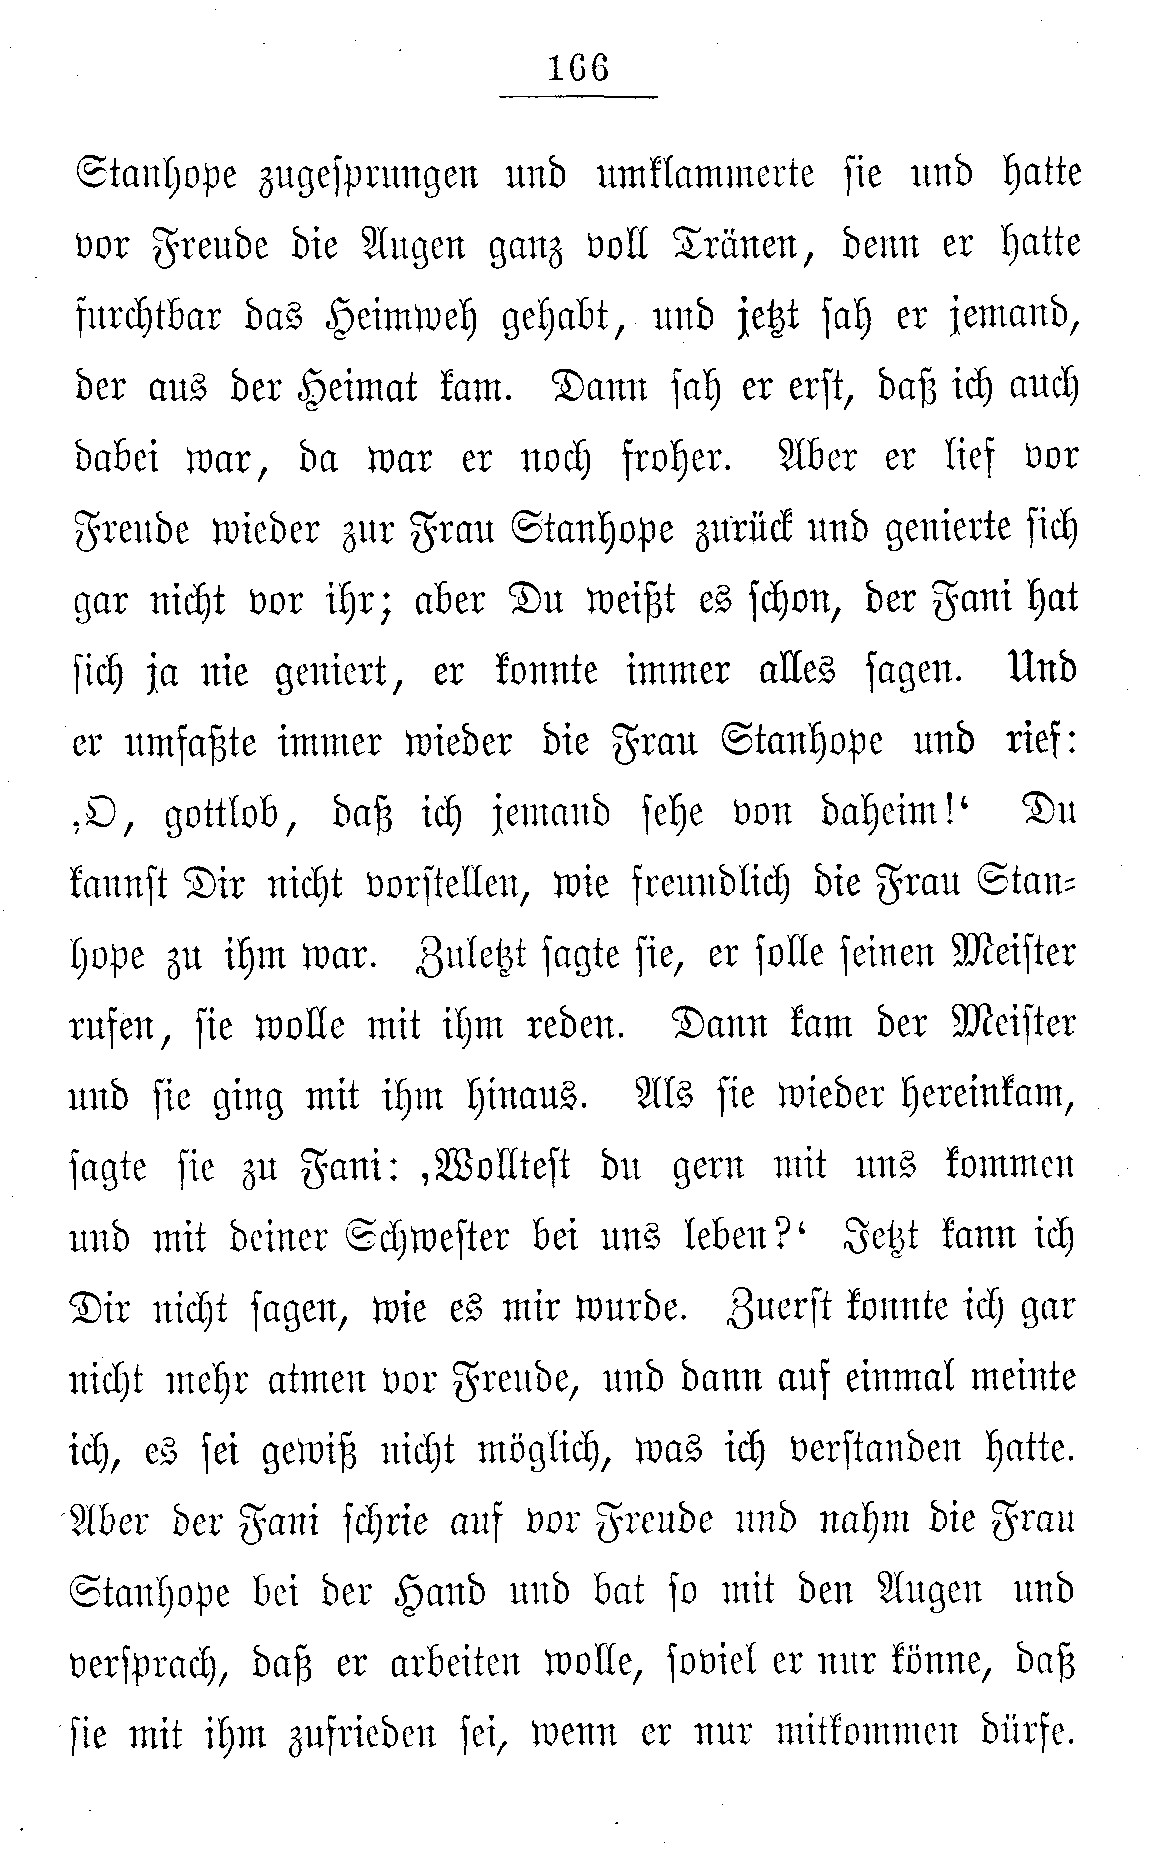 166
Stanhope zugesprungen und umklammerte sie und hatte
vor Freude die Augen ganz voll Tränen, denn er hatte
furchtbar das Heimweh gehabt, und jetzt sah er jemand,
der aus der Heimat kam. Dann sah er erst, daß ich auch
dabei war, da war er noch froher. Aber er lief vor
Freude wieder zur Frau Stanhope zurück und genierte sich
gar nicht vor ihr; aber Du weißt es schon, der Fani hat
sich ja nie geniert, er konnte immer alles sagen. Und
er umfaßte immer wieder die Frau Stanhope und rief:
‚O, gottlob, daß ich jemand sehe von daheim!‘ Du
kannst Dir nicht vorstellen, wie freundlich die Frau Stan-
hope zu ihm war. Zuletzt sagte sie, er solle seinen Meister
rufen, sie wolle mit ihm reden. Dann kam der Meister
und sie ging mit ihm hinaus. Als sie wieder hereinkam,
sagte sie zu Fani: ‚Wolltest du gern mit uns kommen
und mit deiner Schwester bei uns leben?‘ Jetzt kann ich
Dir nicht sagen, wie es mir wurde. Zuerst konnte ich gar
nicht mehr atmen vor Freude, und dann auf einmal meinte
ich, es sei gewiß nicht möglich, was ich verstanden hatte.
Aber der Fani schrie auf vor Freude und nahm die Frau
Stanhope bei der Hand und bat so mit den Augen und
versprach, daß er arbeiten wolle, soviel er nur könne, daß
sie mit ihm zufrieden sei, wenn er nur mitkommen dürfe.